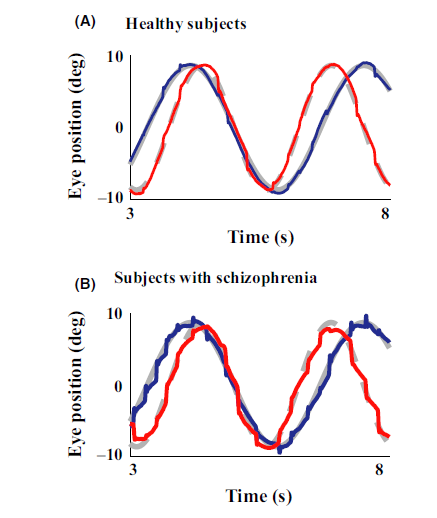 (A) Healthy subjects
10
Eye position (deg)
0
–10
3 8
Time (s)
(B) Subjects with schizophrenia
10
Eye position (deg)
0
–10
3 8
Time (s)